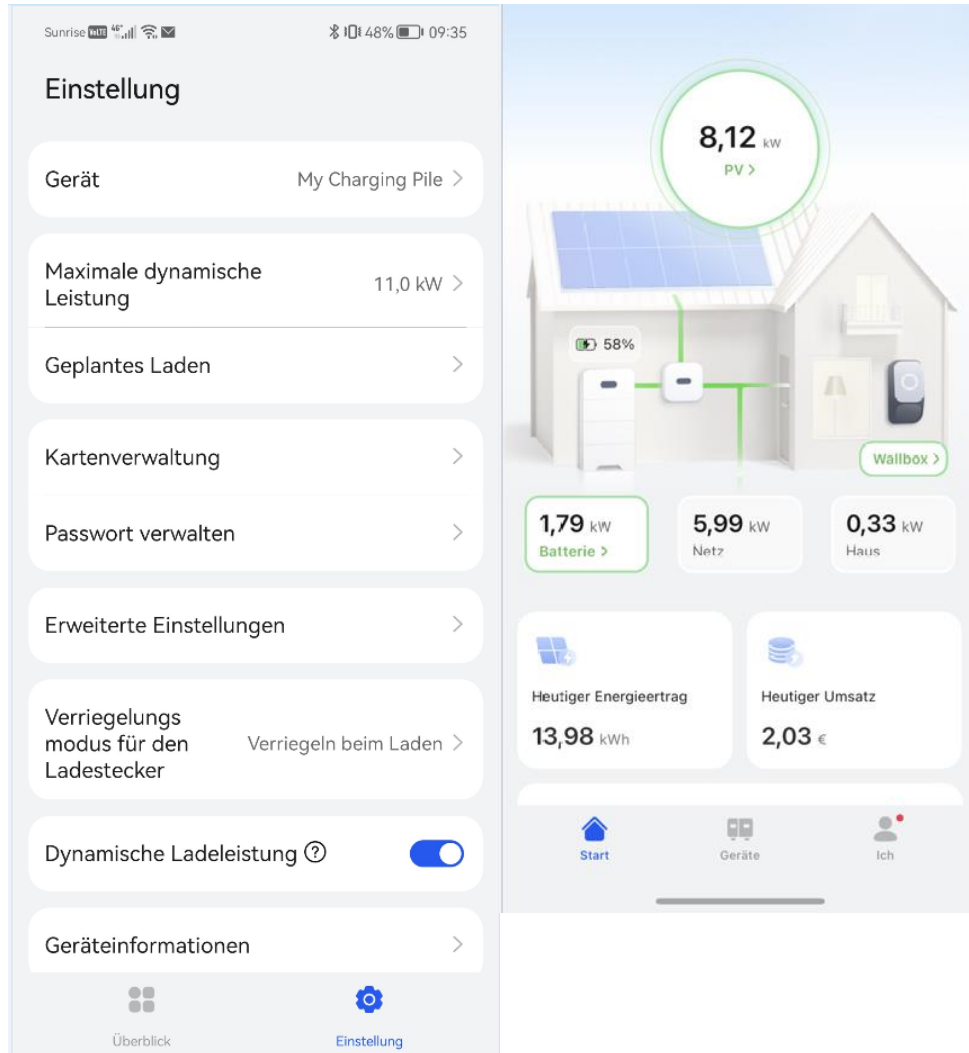 Sunrise VoLTE 46° 48% 09:35
Einstellung
Gerät My Charging Pile >
Maximale dynamische
Leistung 11,0 kW >
Geplantes Laden >
Kartenverwaltung >
Passwort verwalten >
Erweiterte Einstellungen >
Verriegelungs
modus für den Verriegeln beim Laden >
Ladestecker
Dynamische Ladeleistung ?
Geräteinformationen >
Überblick Einstellung
8,12 kW
PV >
58%
Wallbox >
1,79 kW
Batterie >
5,99 kW
Netz
0,33 kW
Haus
Heutiger Energieertrag
13,98 kWh
Heutiger Umsatz
2,03 €
Start Geräte Ich